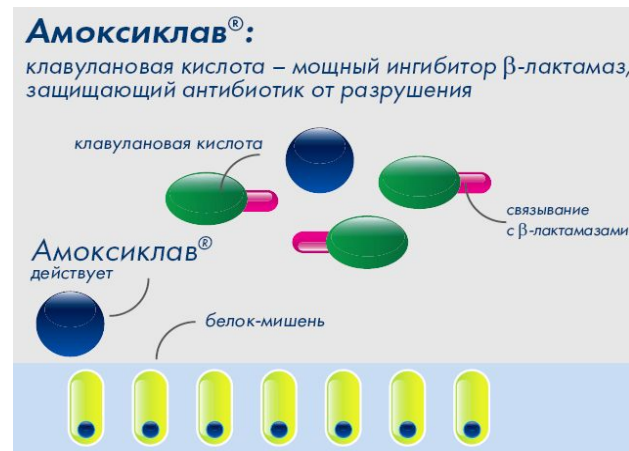 Амоксиклав®:
клавулановая кислота – мощный ингибитор β-лактамаз,
защищающий антибиотик от разрушения
клавулановая кислота
связывание
с β-лактамазами
Амоксиклав®
действует
белок-мишень